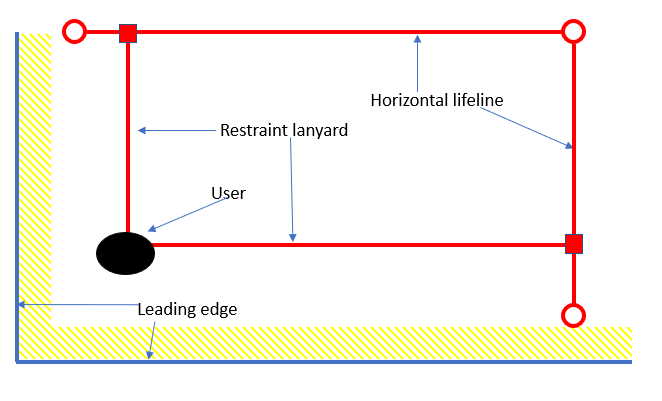 Horizontal lifeline
Restraint lanyard
User
Leading edge